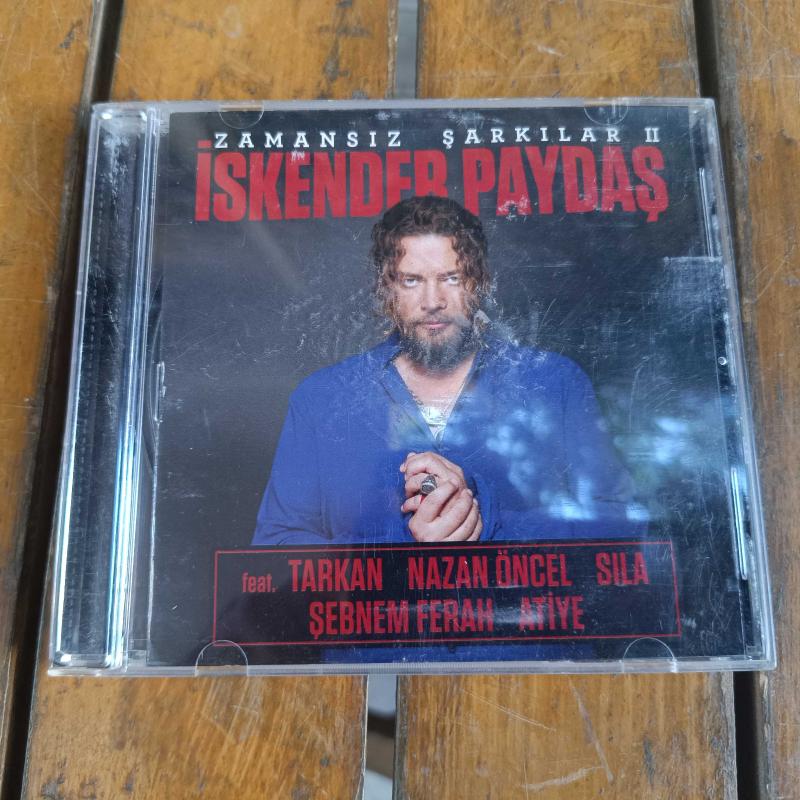 ZAMANSIZ ŞARKILAR II
İSKENDER PAYDAŞ
feat. TARKAN NAZAN ÖNCEL SILA
ŞEBNEM FERAH ATİYE